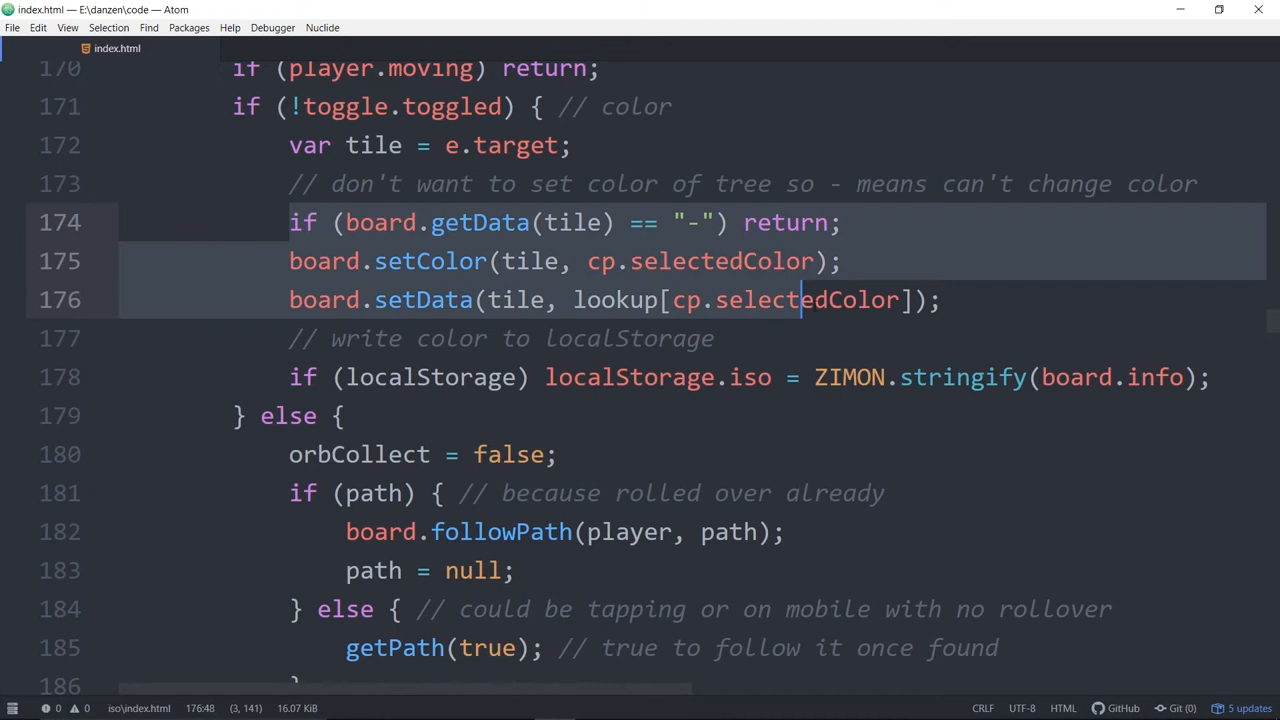 index.html — E:\danzen\code — Atom
File Edit View Selection Find Packages Help Debugger Nuclide
index.html
170 if (player.moving) return;
171 if (!toggle.toggled) { // color
172 var tile = e.target;
173 // don't want to set color of tree so - means can't change color
174 if (board.getData(tile) == "-") return;
175 board.setColor(tile, cp.selectedColor);
176 board.setData(tile, lookup[cp.selectedColor]);
177 // write color to localStorage
178 if (localStorage) localStorage.iso = ZIMON.stringify(board.info);
179 } else {
180 orbCollect = false;
181 if (path) { // because rolled over already
182 board.followPath(player, path);
183 path = null;
184 } else { // could be tapping or on mobile with no rollover
185 getPath(true); // true to follow it once found
186 }
0 0 iso\index.html 176:48 (3, 141) 16.07 KiB CRLF UTF-8 HTML GitHub Git (0) 5 updates